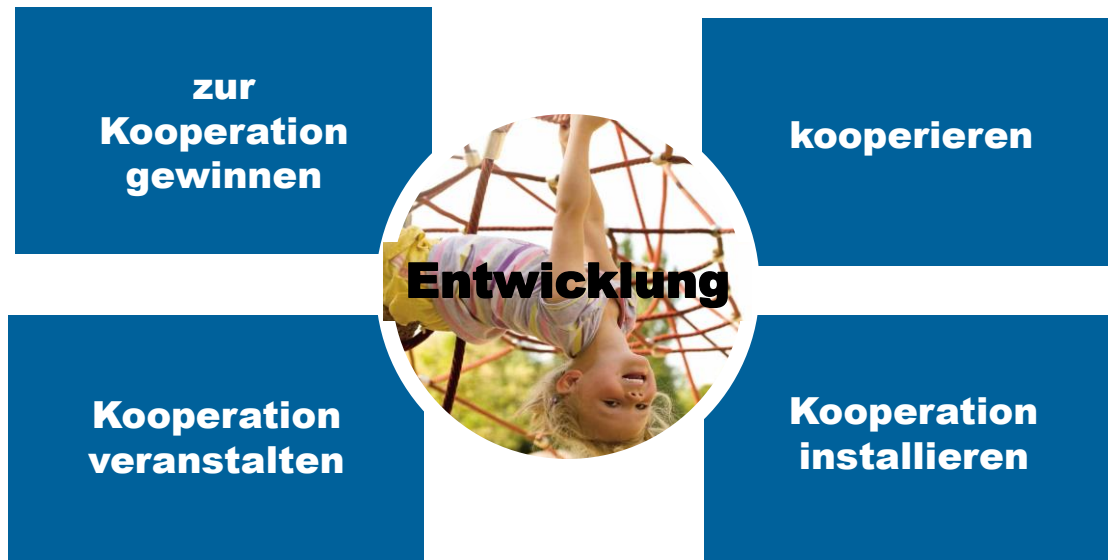 zur
Kooperation
gewinnen
kooperieren
Entwicklung
Kooperation
veranstalten
Kooperation
installieren